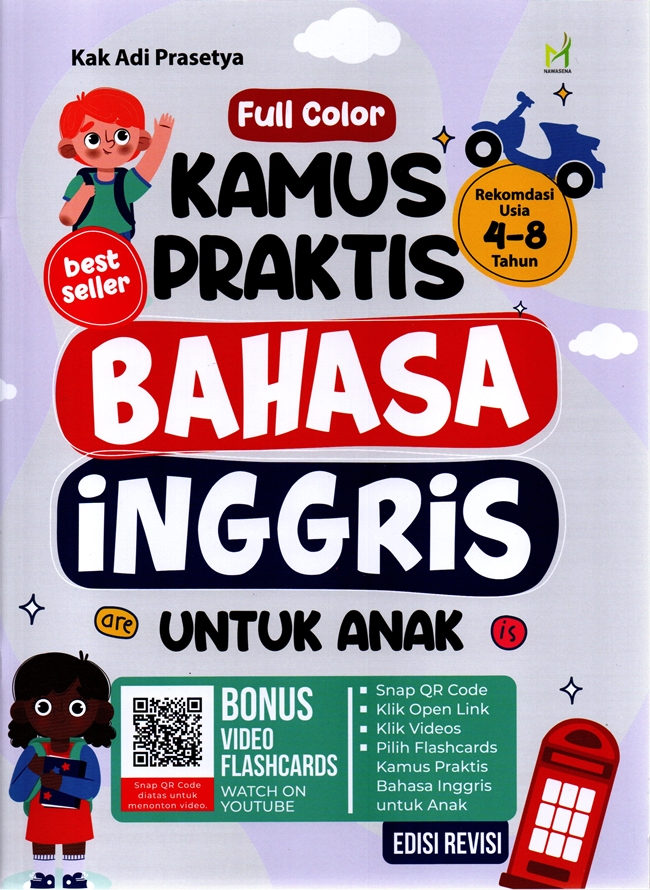 Kak Adi Prasetya
NAWASENA
Full Color
KAMUS
PRAKTIS
Rekomdasi
Usia
4-8
Tahun
best
seller
BAHASA
iNGGRiS
are
UNTUK ANAK
is
Snap QR Code
diatas untuk
menonton video.
BONUS
VIDEO
FLASHCARDS
WATCH ON
YOUTUBE
Snap QR Code
Klik Open Link
Klik Videos
Pilih Flashcards
Kamus Praktis
Bahasa Inggris
untuk Anak
EDISI REVISI